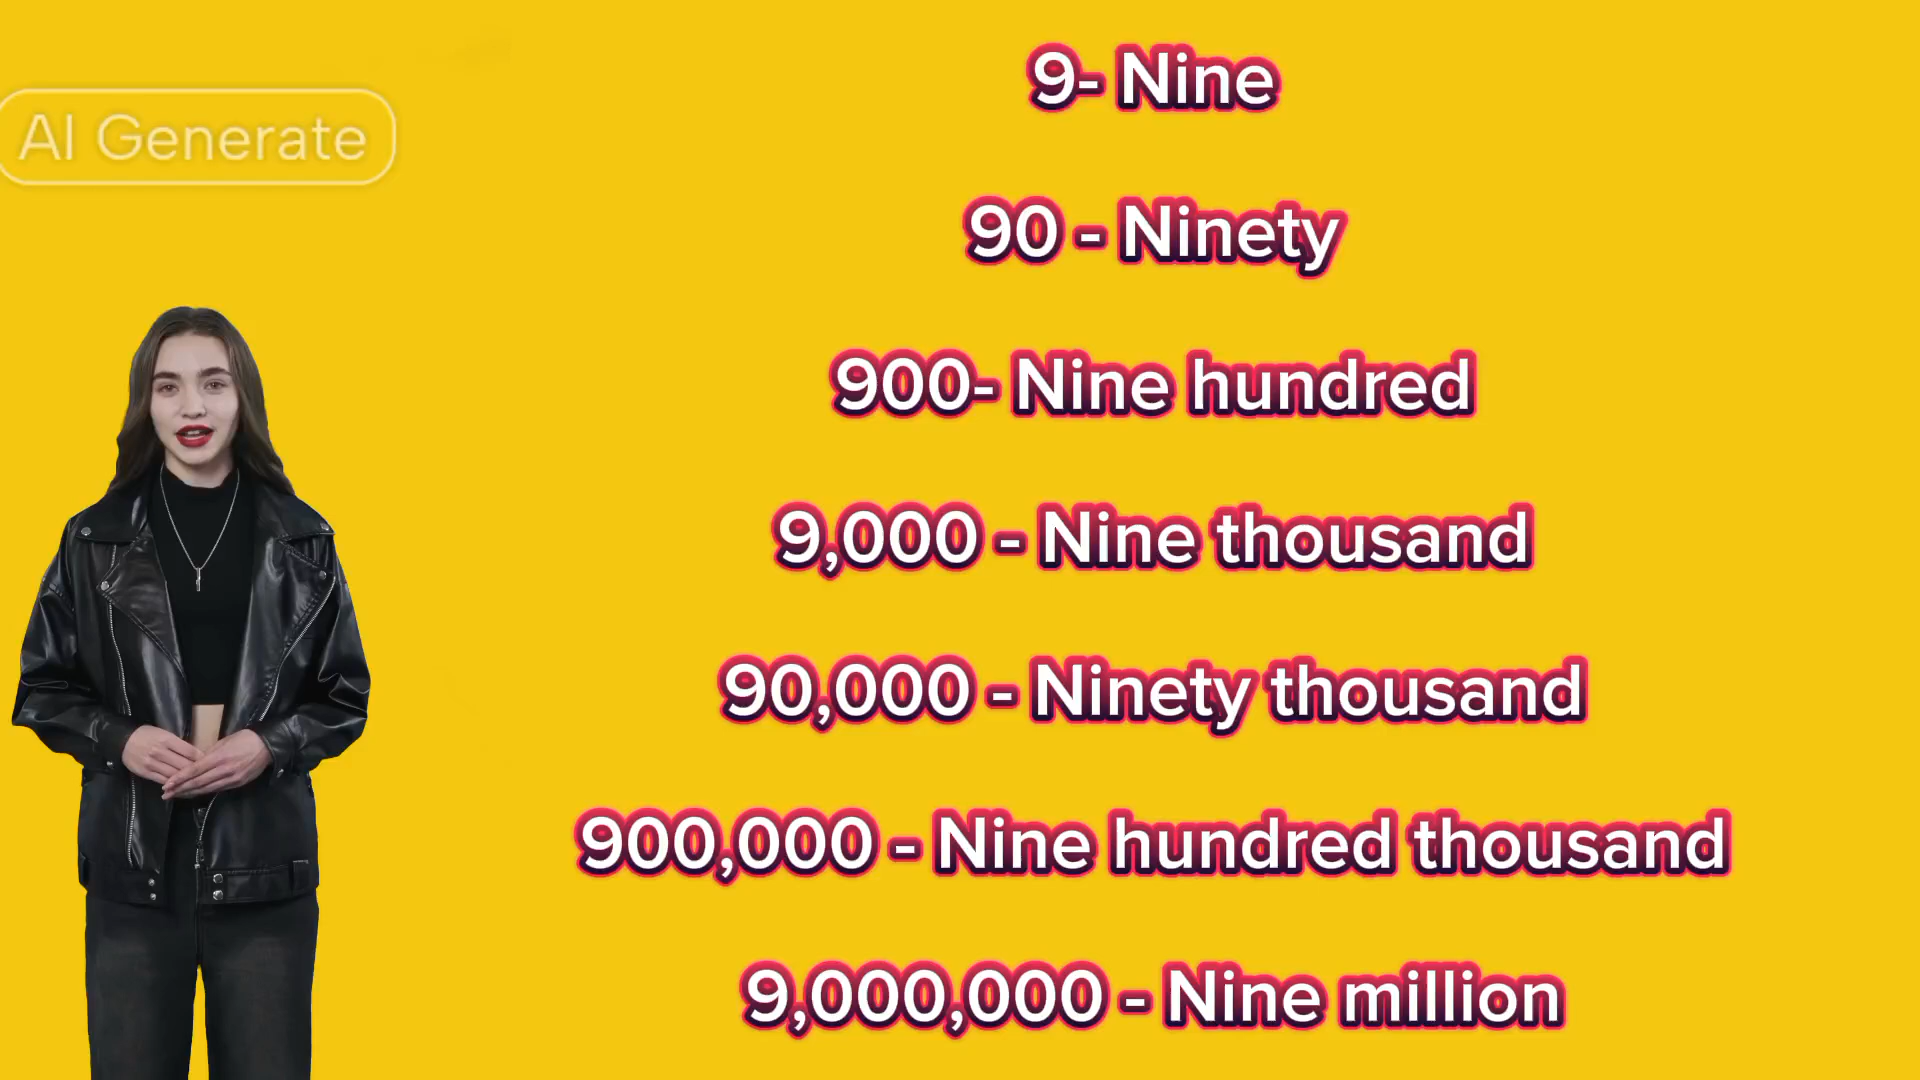 9- Nine
AI Generate
90 - Ninety
900- Nine hundred
9,000 - Nine thousand
90,000 - Ninety thousand
900,000 - Nine hundred thousand
9,000,000 - Nine million